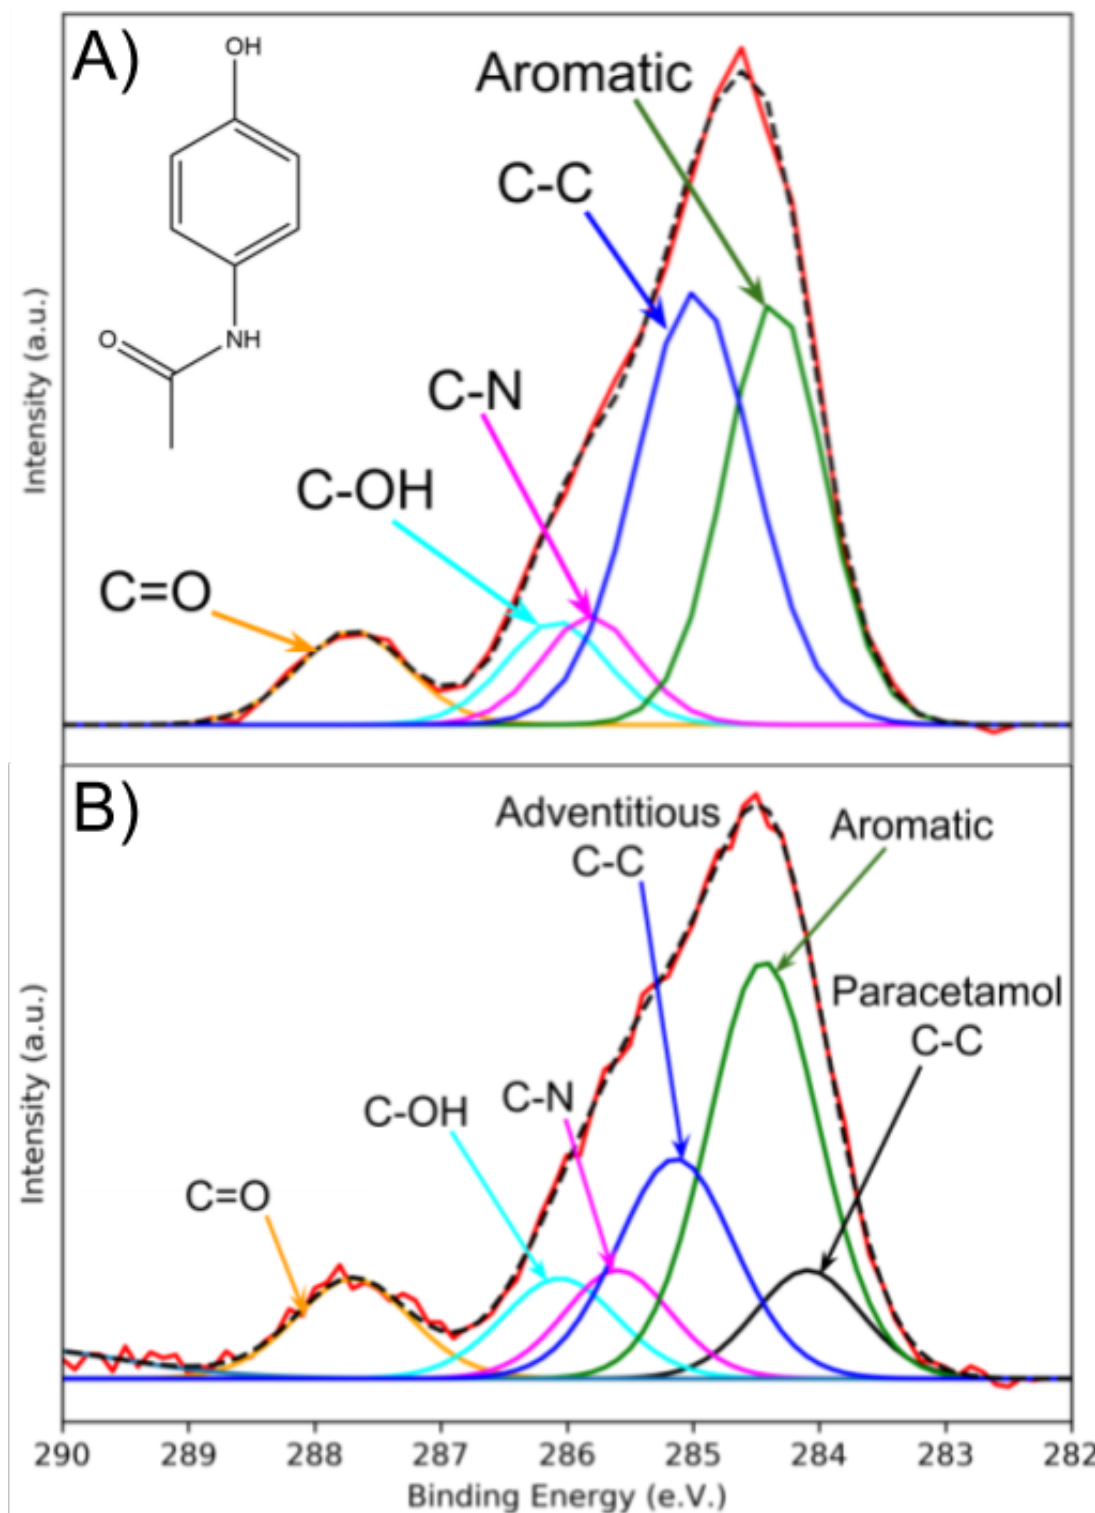 A)
OH
NH
O
Aromatic
C-C
C-N
C-OH
C=O
Intensity (a.u.)
B)
Adventitious
C-C
Aromatic
Paracetamol
C-C
C-OH
C-N
C=O
Intensity (a.u.)
290 289 288 287 286 285 284 283 282
Binding Energy (e.V.)